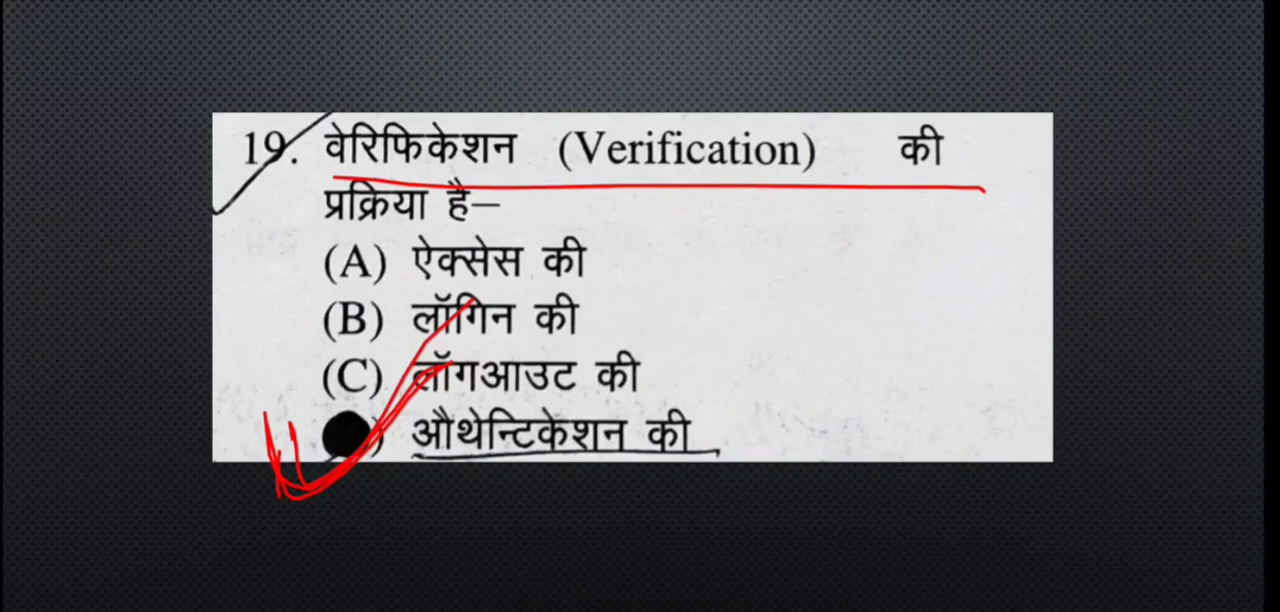 19. वेरिफिकेशन (Verification) की
प्रक्रिया है–
(A) ऐक्सेस की
(B) लॉगिन की
(C) लॉगआउट की
) औथेन्टिकेशन की